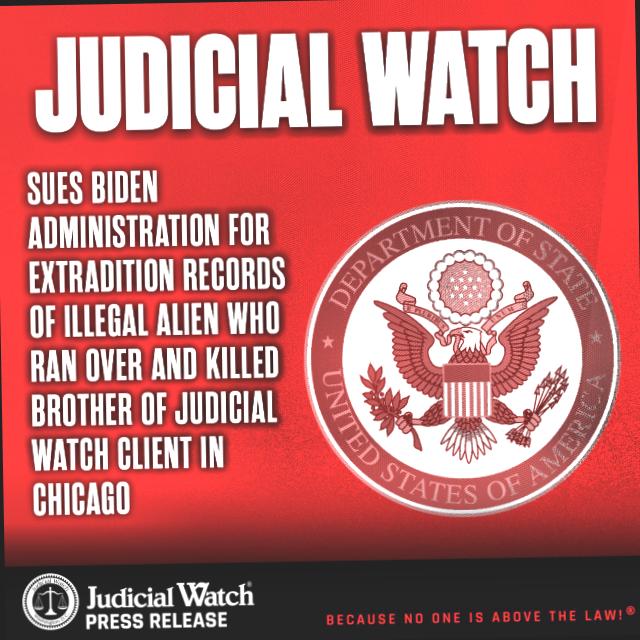 JUDICIAL WATCH
SUES BIDEN
ADMINISTRATION FOR
EXTRADITION RECORDS
OF ILLEGAL ALIEN WHO
RAN OVER AND KILLED
BROTHER OF JUDICIAL
WATCH CLIENT IN
CHICAGO
DEPARTMENT OF STATE
UNITED STATES OF AMERICA
Judicial Watch®
PRESS RELEASE
BECAUSE NO ONE IS ABOVE THE LAW!®